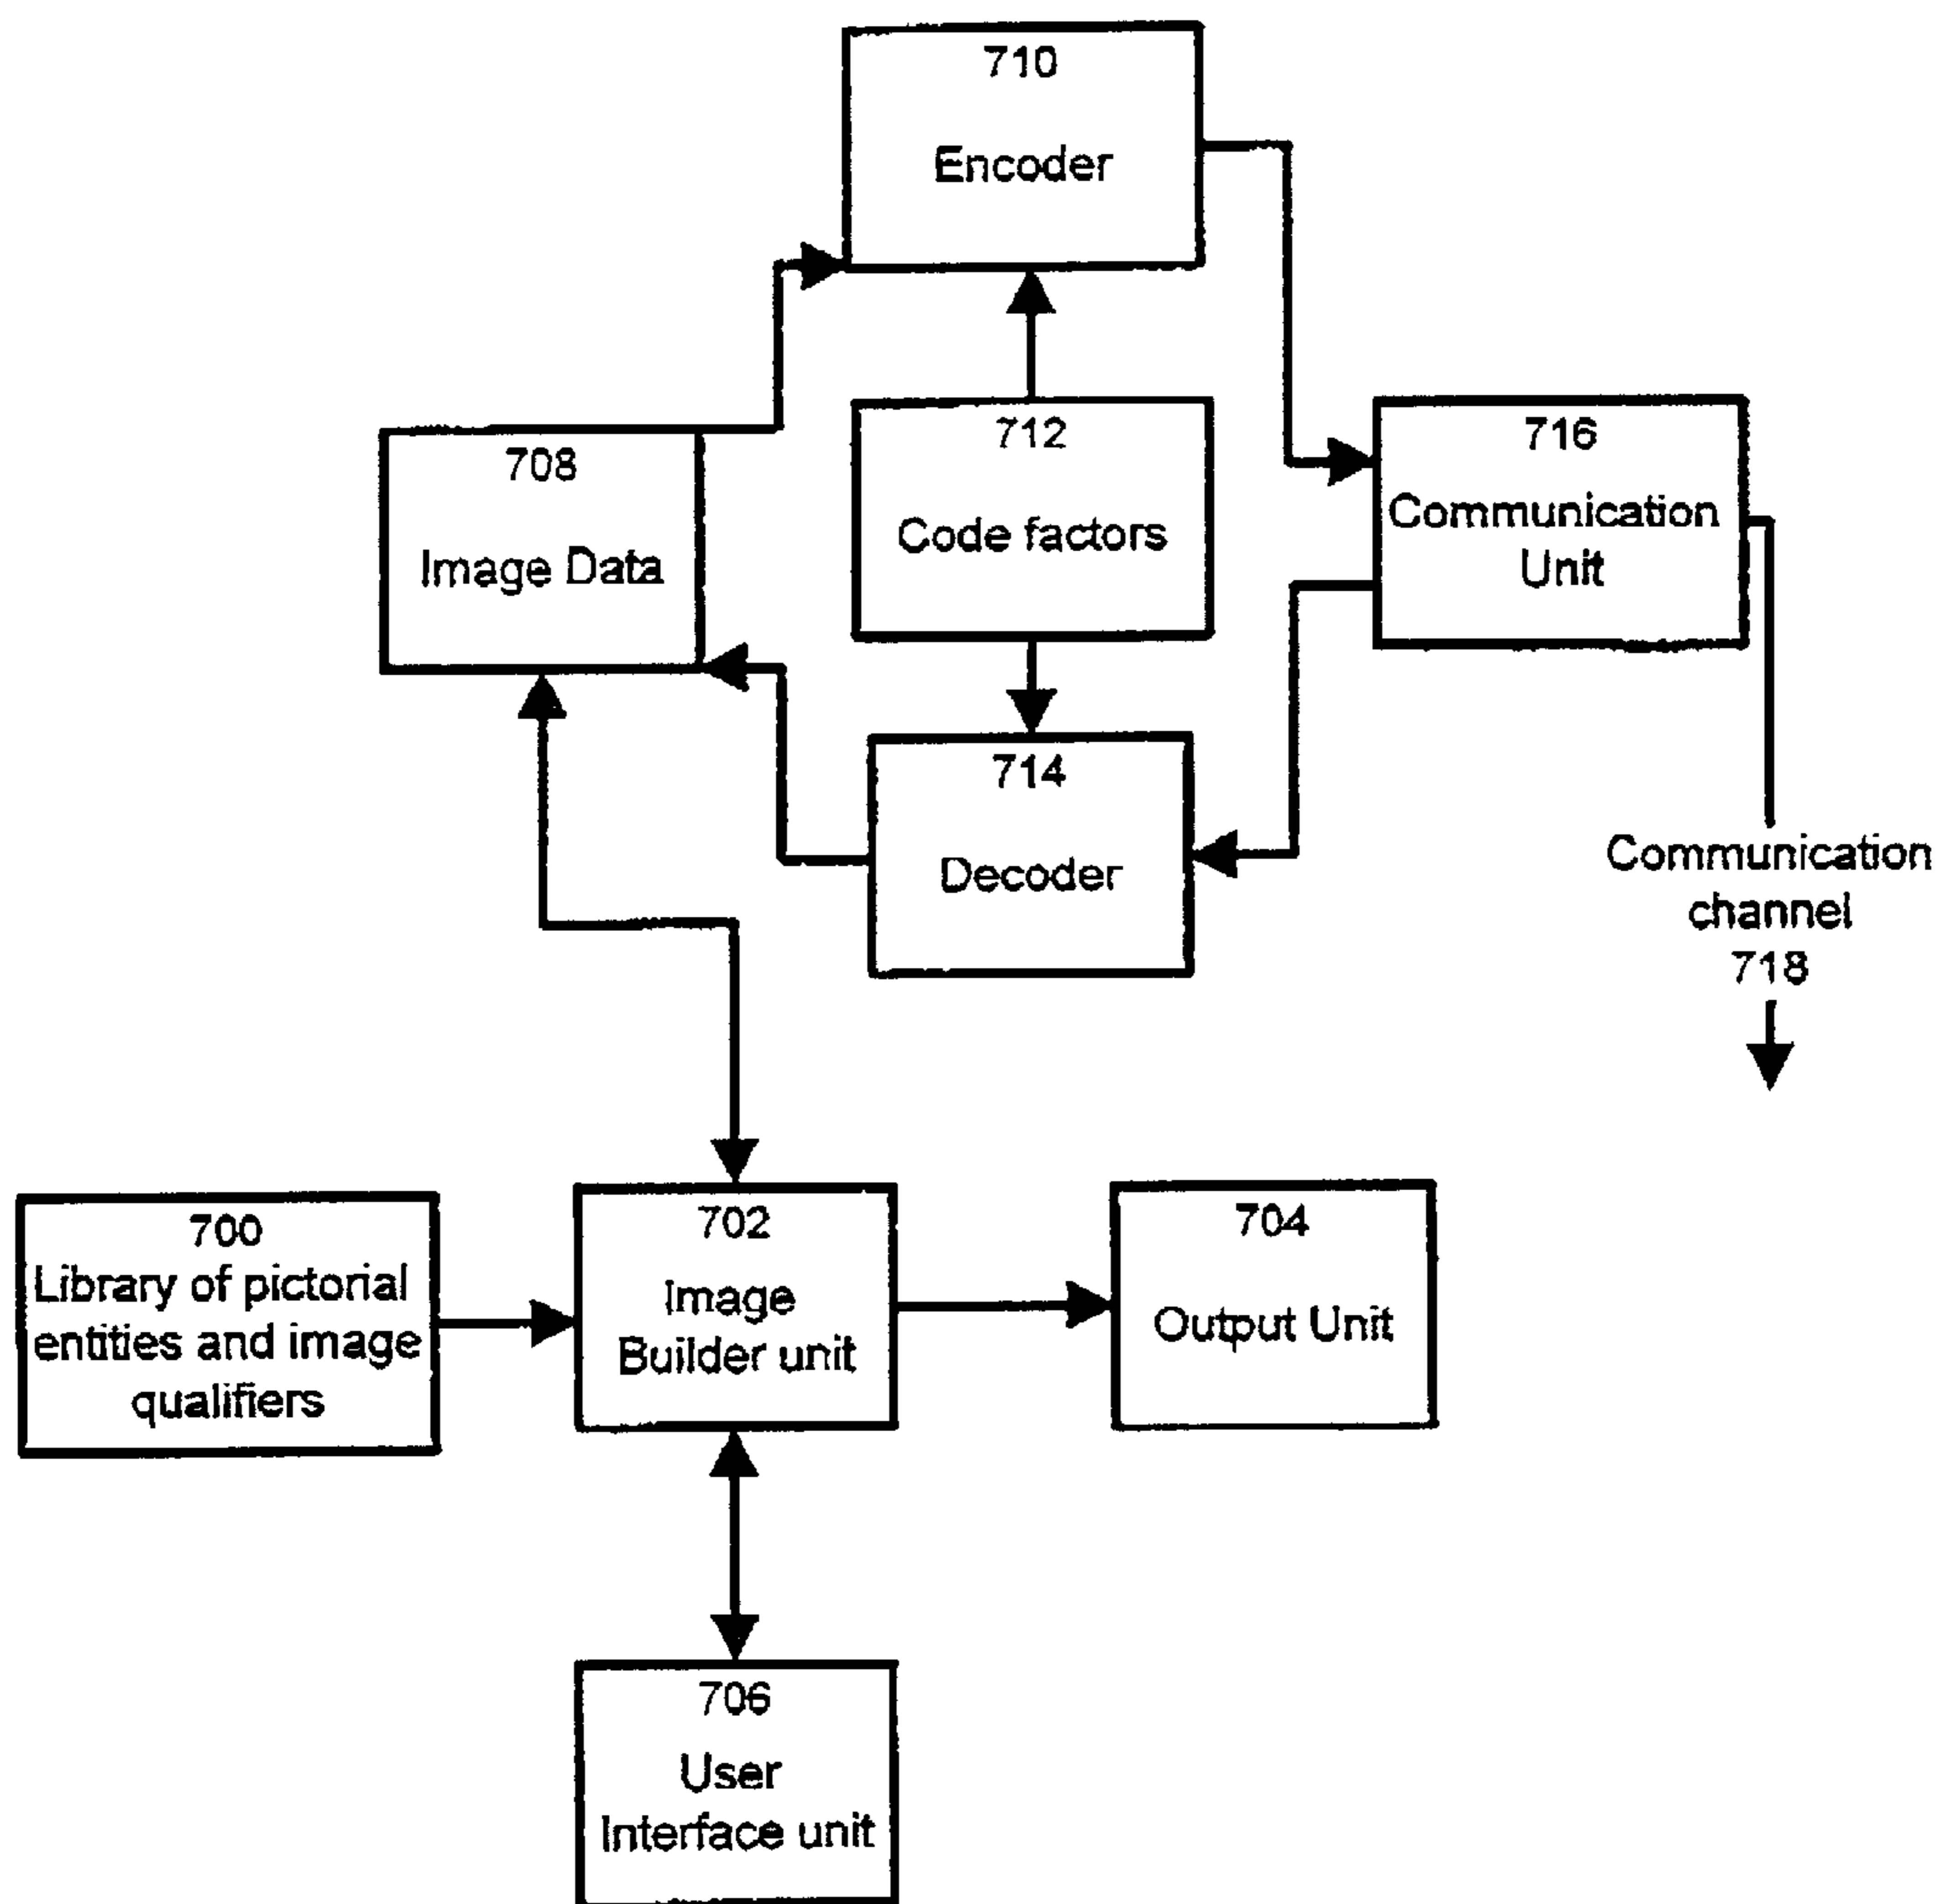 710
Encoder
712
Code factors
708
Image Data
716
Communication
Unit
714
Decoder
Communication
channel
718
700
Library of pictorial
entities and image
qualifiers
702
Image
Builder unit
704
Output Unit
706
User
Interface unit